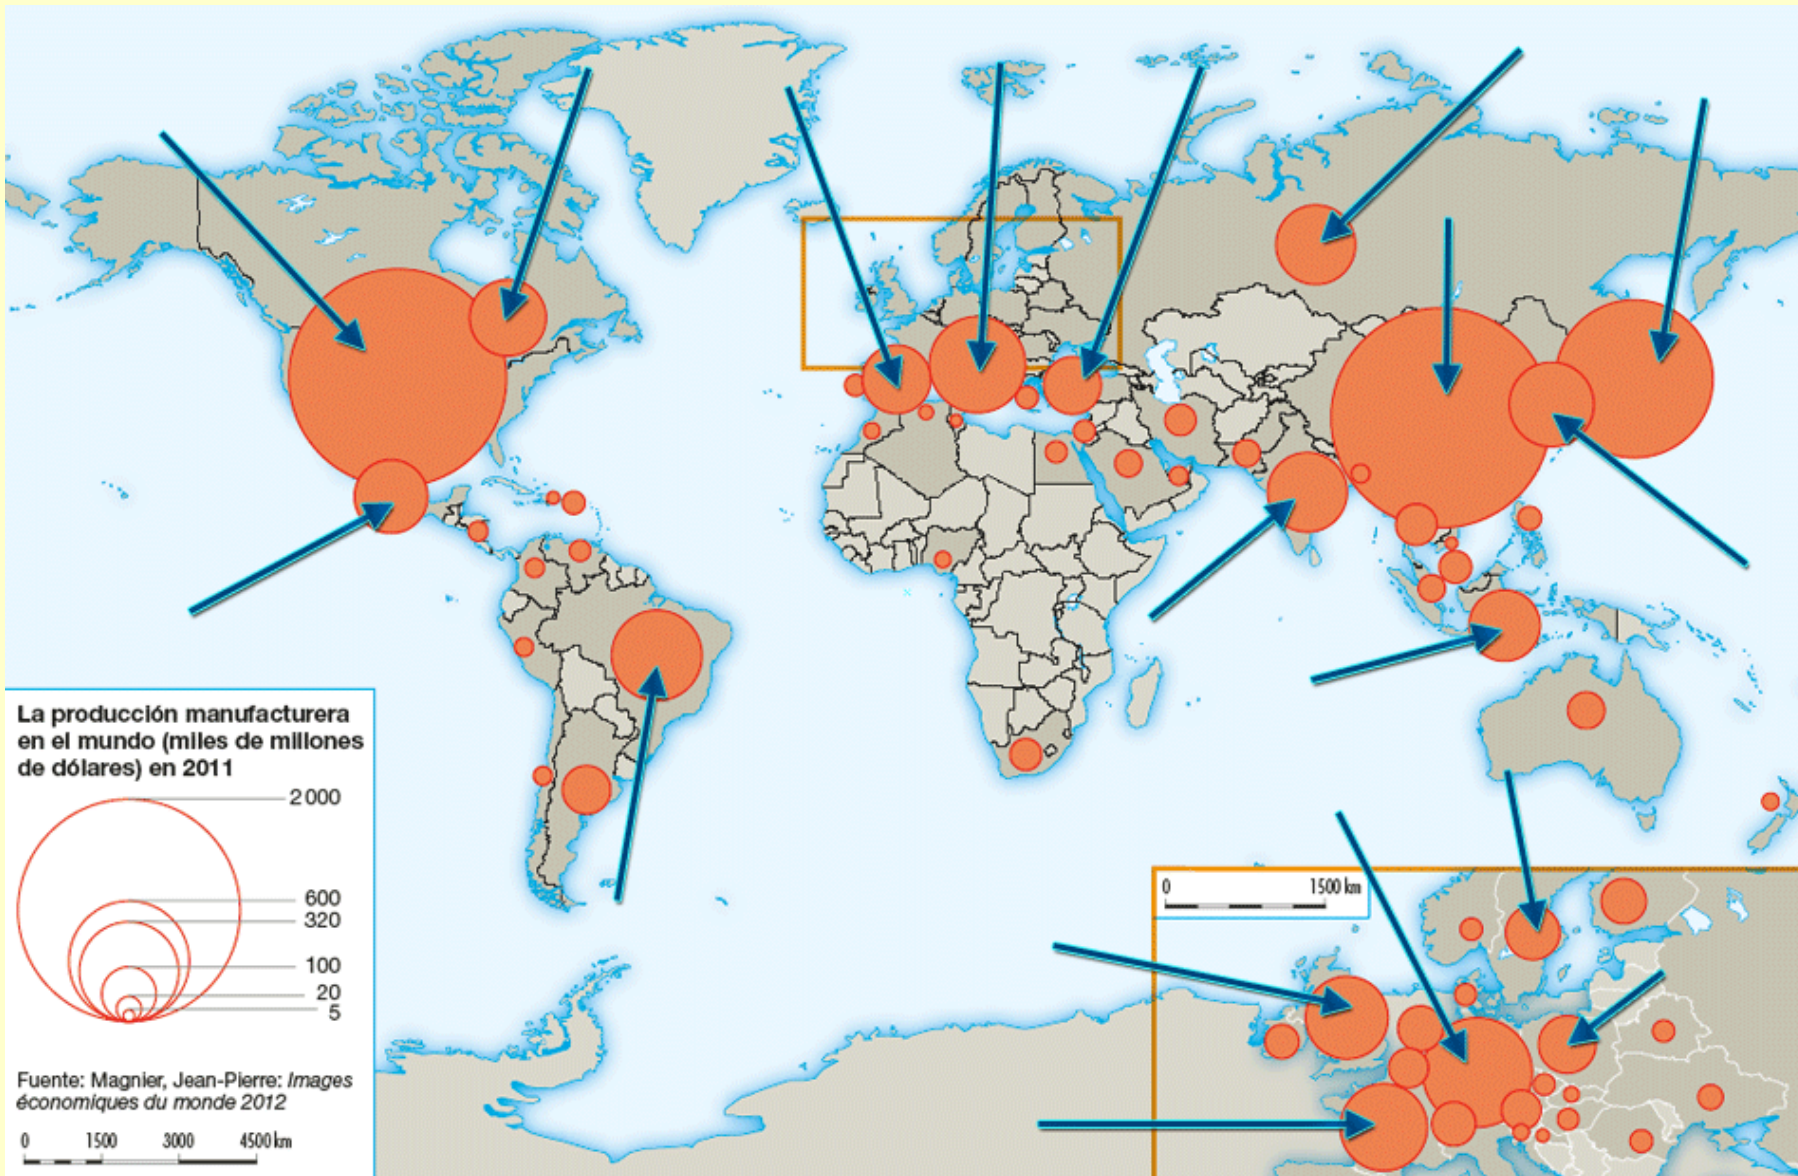 La producción manufacturera
en el mundo (miles de millones
de dólares) en 2011
2 000
600
320
100
20
5
Fuente: Magnier, Jean-Pierre: Images
économiques du monde 2012
0 1500 3000 4500 km
0 1500 km